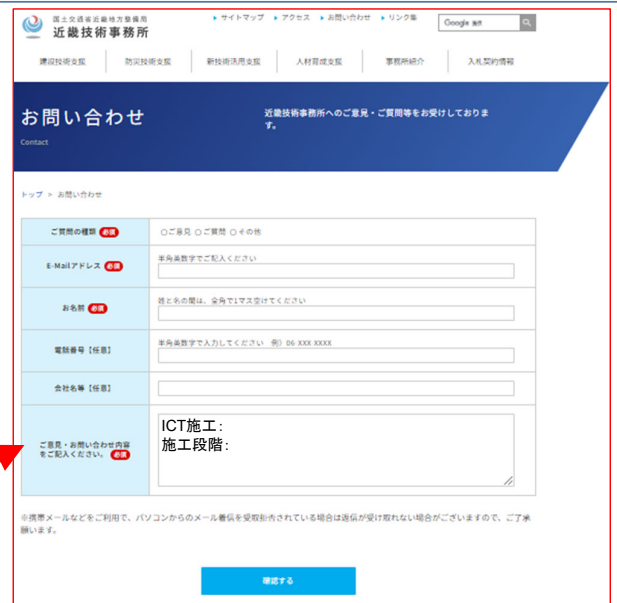 国土交通省近畿地方整備局
近畿技術事務所
サイトマップ アクセス お問い合わせ リンク集
Google 検索
建設技術支援 防災技術支援 新技術活用支援 人材育成支援 事務所紹介 入札契約情報
お問い合わせ
Contact
近畿技術事務所へのご意見・ご質問等をお受けしておりま
す。
トップ > お問い合わせ
ご質問の種類 必須
○ご意見 ○ご質問 ○その他
E-Mailアドレス 必須
半角英数字でご記入ください
お名前 必須
姓と名の間は、全角で1マス空けてください
電話番号【任意】
半角英数字で入力してください 例）06-XXX-XXXX
会社名等【任意】
ご意見・お問い合わせ内容
をご記入ください。 必須
ICT施工：
施工段階：
※携帯メールなどをご利用で、パソコンからのメール着信を受取拒否されている場合は返信が受け取れない場合がございますので、ご了承
願います。
確認する